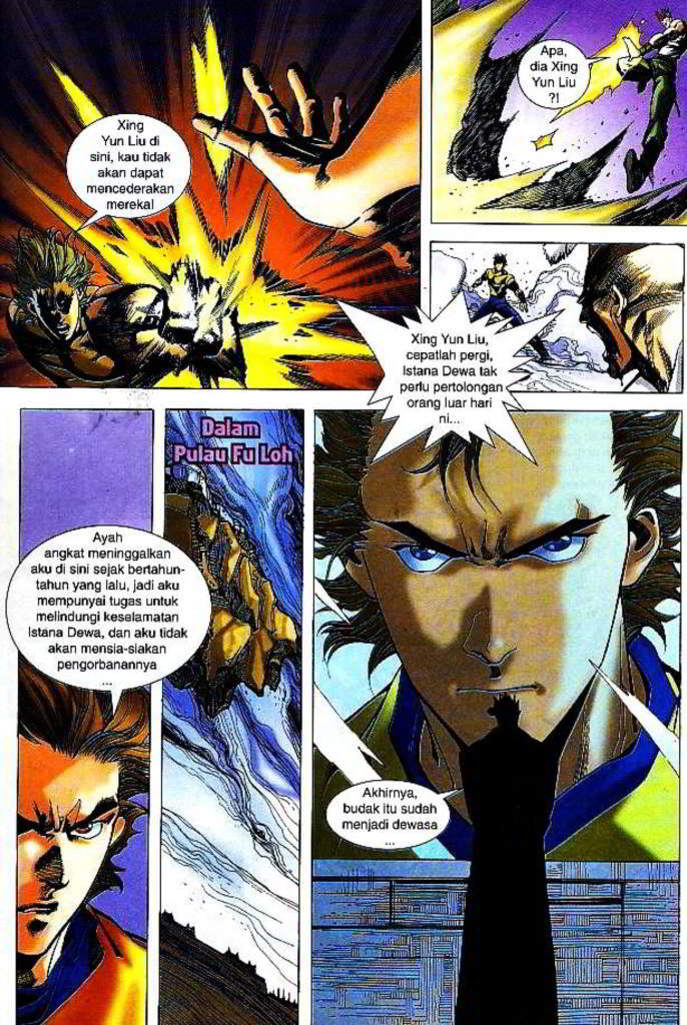 Xing
Yun Liu di
sini, kau tidak
akan dapat
mencederakan
mereka!
Apa,
dia Xing
Yun Liu
?!
Xing Yun Liu,
cepatlah pergi,
Istana Dewa tak
perlu pertolongan
orang luar hari
ni...
Ayah
angkat meninggalkan
aku di sini sejak bertahun-
tahun yang lalu, jadi aku
mempunyai tugas untuk
melindungi keselamatan
Istana Dewa, dan aku tidak
akan mensia-siakan
pengorbanannya
...
Dalam
Pulau Fu Loh
Akhirnya,
budak itu sudah
menjadi dewasa
...